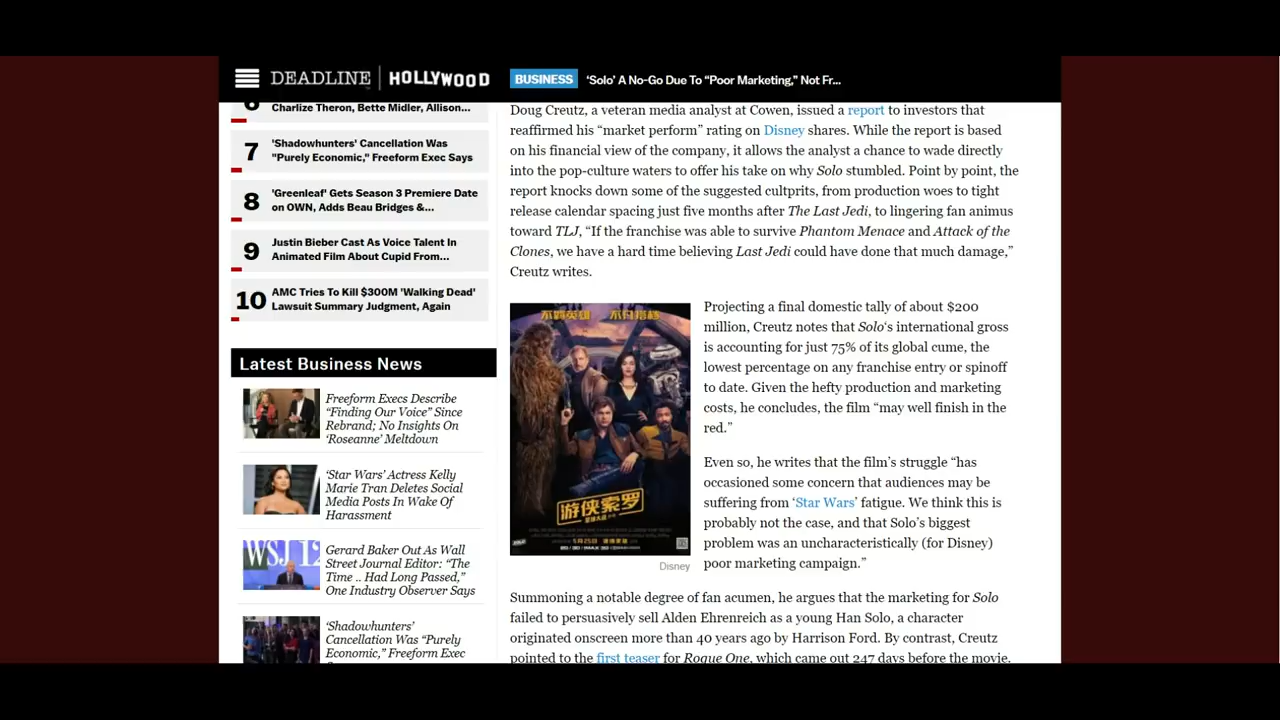 DEADLINE | HOLLYWOOD
BUSINESS 'Solo' A No-Go Due To “Poor Marketing,” Not Fr...
6
Charlize Theron, Bette Midler, Allison...
7
'Shadowhunters' Cancellation Was
"Purely Economic," Freeform Exec Says
8
'Greenleaf' Gets Season 3 Premiere Date
on OWN, Adds Beau Bridges &...
9
Justin Bieber Cast As Voice Talent In
Animated Film About Cupid From...
10
AMC Tries To Kill $300M 'Walking Dead'
Lawsuit Summary Judgment, Again
Latest Business News
Freeform Execs Describe
“Finding Our Voice” Since
Rebrand; No Insights On
‘Roseanne’ Meltdown
‘Star Wars’ Actress Kelly
Marie Tran Deletes Social
Media Posts In Wake Of
Harassment
WSJ
Gerard Baker Out As Wall
Street Journal Editor: “The
Time .. Had Long Passed,”
One Industry Observer Says
‘Shadowhunters’
Cancellation Was “Purely
Economic,” Freeform Exec
Doug Creutz, a veteran media analyst at Cowen, issued a report to investors that
reaffirmed his “market perform” rating on Disney shares. While the report is based
on his financial view of the company, it allows the analyst a chance to wade directly
into the pop-culture waters to offer his take on why Solo stumbled. Point by point, the
report knocks down some of the suggested cultprits, from production woes to tight
release calendar spacing just five months after The Last Jedi, to lingering fan animus
toward TLJ, “If the franchise was able to survive Phantom Menace and Attack of the
Clones, we have a hard time believing Last Jedi could have done that much damage,”
Creutz writes.
游侠索罗
Disney
Projecting a final domestic tally of about $200
million, Creutz notes that Solo‘s international gross
is accounting for just 75% of its global cume, the
lowest percentage on any franchise entry or spinoff
to date. Given the hefty production and marketing
costs, he concludes, the film “may well finish in the
red.”
Even so, he writes that the film’s struggle “has
occasioned some concern that audiences may be
suffering from ‘Star Wars’ fatigue. We think this is
probably not the case, and that Solo’s biggest
problem was an uncharacteristically (for Disney)
poor marketing campaign.”
Summoning a notable degree of fan acumen, he argues that the marketing for Solo
failed to persuasively sell Alden Ehrenreich as a young Han Solo, a character
originated onscreen more than 40 years ago by Harrison Ford. By contrast, Creutz
pointed to the first teaser for Rogue One, which came out 247 days before the movie.